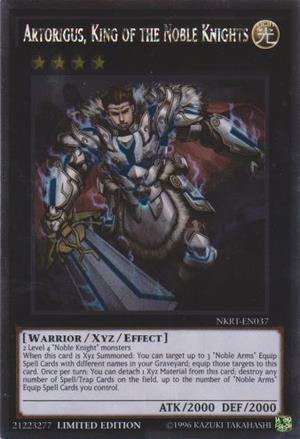 Artorigus, King of the Noble Knights
光
NKRT-EN037
[Warrior / Xyz / Effect]
2 Level 4 "Noble Knight" monsters
When this card is Xyz Summoned: You can target up to 3 "Noble Arms" Equip
Spell Cards with different names in your Graveyard; equip those targets to this
card. Once per turn: You can detach 1 Xyz Material from this card; destroy any
number of Spell/Trap Cards on the field, up to the number of "Noble Arms"
Equip Spell Cards you control.
ATK/2000 DEF/2000
21223277 LIMITED EDITION ©1996 KAZUKI TAKAHASHI